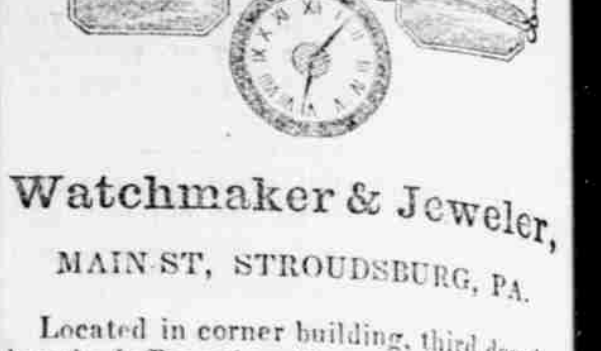 Watchmaker & Jeweler,
MAIN-ST, STROUDSBURG, PA.
Located in corner building, third